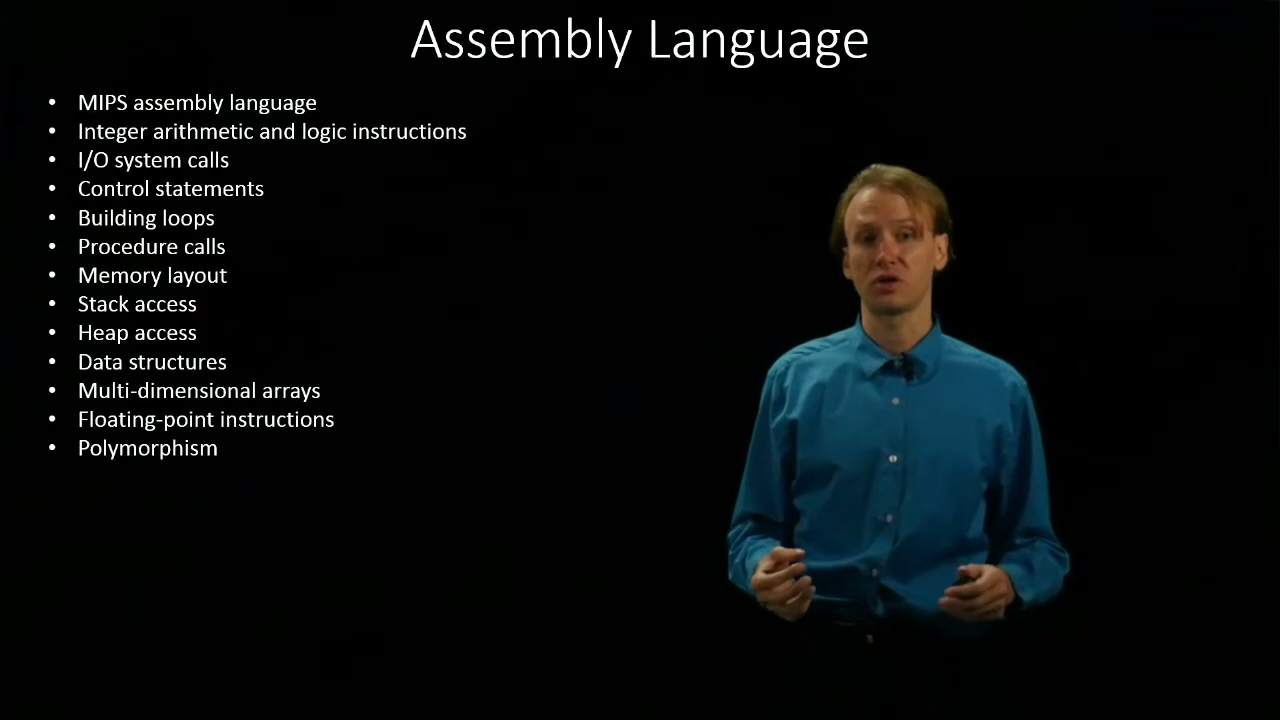 Assembly Language
• MIPS assembly language
• Integer arithmetic and logic instructions
• I/O system calls
• Control statements
• Building loops
• Procedure calls
• Memory layout
• Stack access
• Heap access
• Data structures
• Multi-dimensional arrays
• Floating-point instructions
• Polymorphism